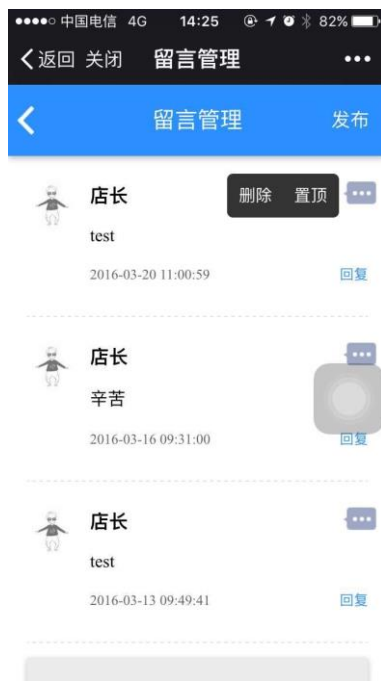 中国电信 4G 14:25 82%
返回 关闭 留言管理
留言管理 发布
店长 删除 置顶
test
2016-03-20 11:00:59 回复
店长
辛苦
2016-03-16 09:31:00 回复
店长
test
2016-03-13 09:49:41 回复